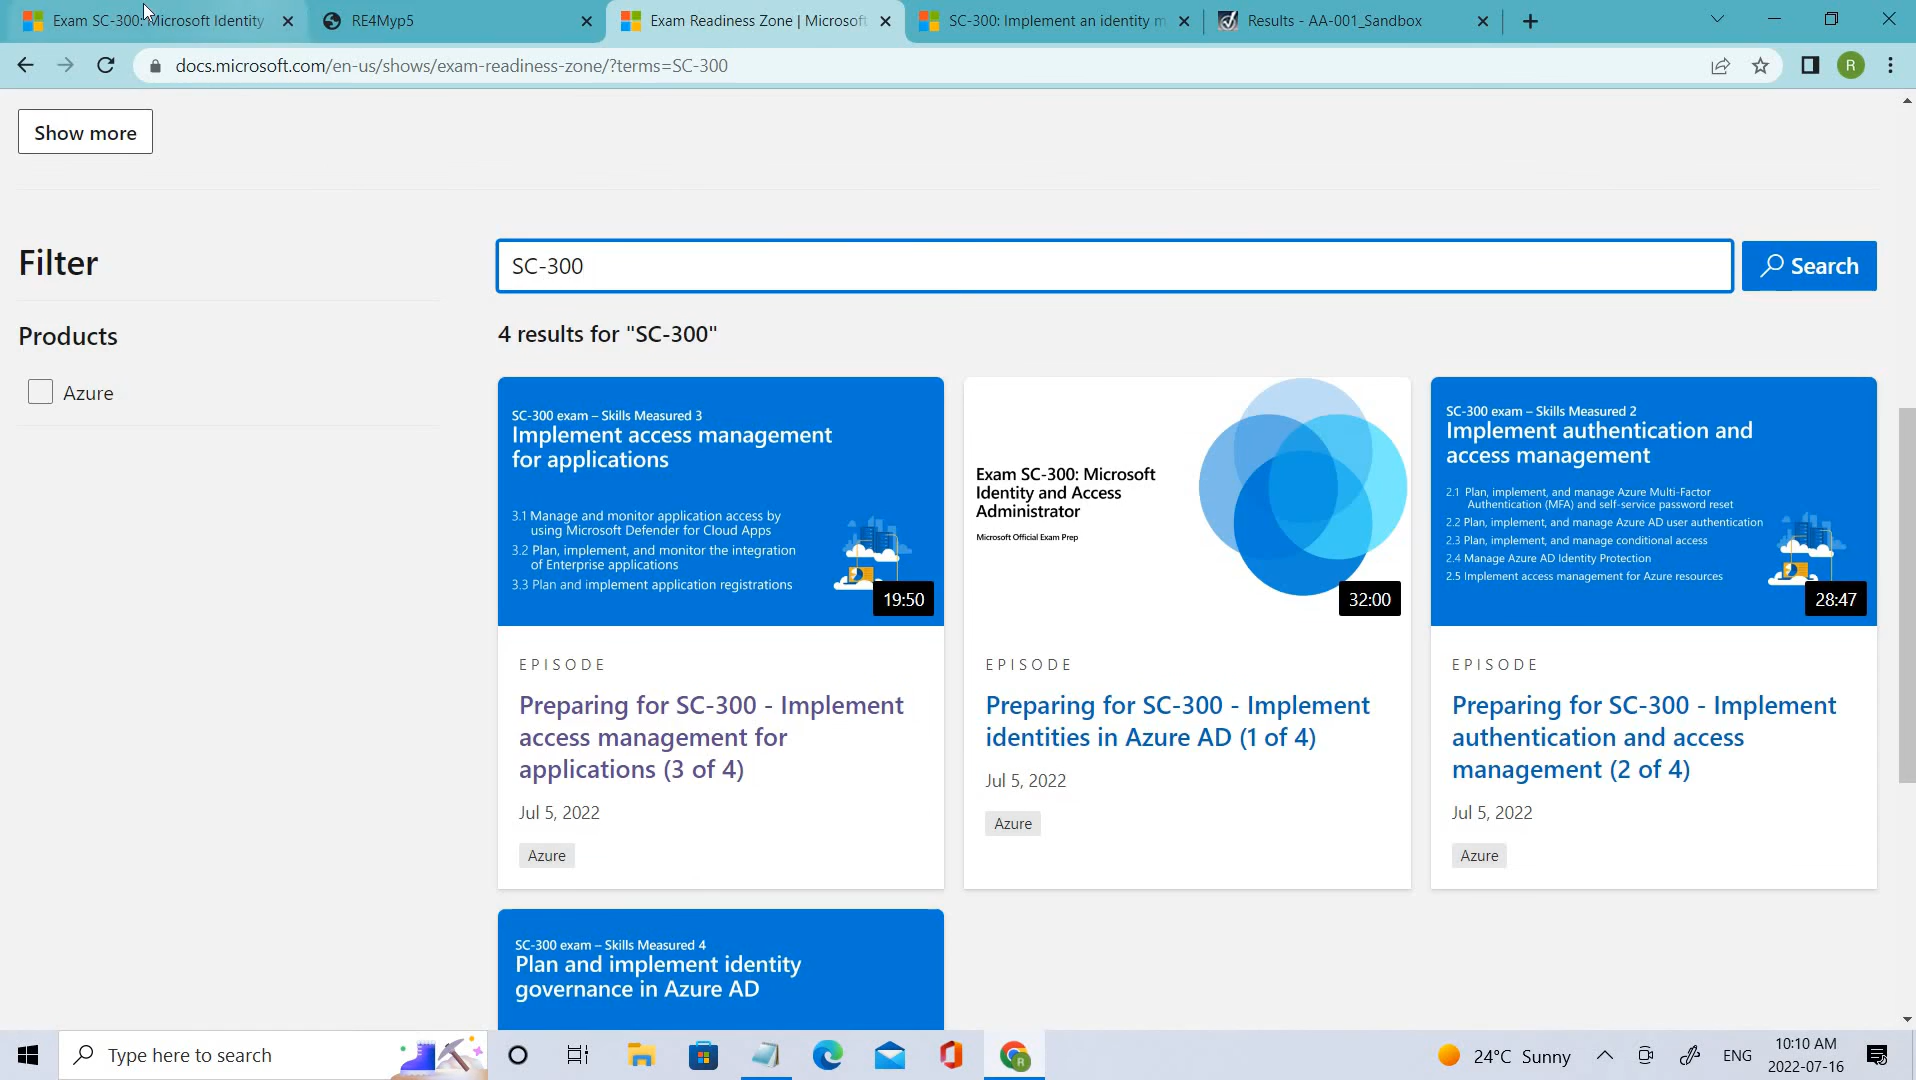 Exam SC-300: Microsoft Identity
RE4Myp5
Exam Readiness Zone | Microsoft
SC-300: Implement an identity m
Results - AA-001_Sandbox
docs.microsoft.com/en-us/shows/exam-readiness-zone/?terms=SC-300
R
Show more
Filter
SC-300
Search
Products
4 results for "SC-300"
Azure
SC-300 exam – Skills Measured 3
Implement access management
for applications
3.1 Manage and monitor application access by
using Microsoft Defender for Cloud Apps
3.2 Plan, implement, and monitor the integration
of Enterprise applications
3.3 Plan and implement application registrations
19:50
EPISODE
Preparing for SC-300 - Implement
access management for
applications (3 of 4)
Jul 5, 2022
Azure
Exam SC-300: Microsoft
Identity and Access
Administrator
Microsoft Official Exam Prep
32:00
EPISODE
Preparing for SC-300 - Implement
identities in Azure AD (1 of 4)
Jul 5, 2022
Azure
SC-300 exam – Skills Measured 2
Implement authentication and
access management
2.1 Plan, implement, and manage Azure Multi-Factor
Authentication (MFA) and self-service password reset
2.2 Plan, implement, and manage Azure AD user authentication
2.3 Plan, implement, and manage conditional access
2.4 Manage Azure AD Identity Protection
2.5 Implement access management for Azure resources
28:47
EPISODE
Preparing for SC-300 - Implement
authentication and access
management (2 of 4)
Jul 5, 2022
Azure
SC-300 exam – Skills Measured 4
Plan and implement identity
governance in Azure AD
Type here to search
R
24°C Sunny
ENG
10:10 AM
2022-07-16